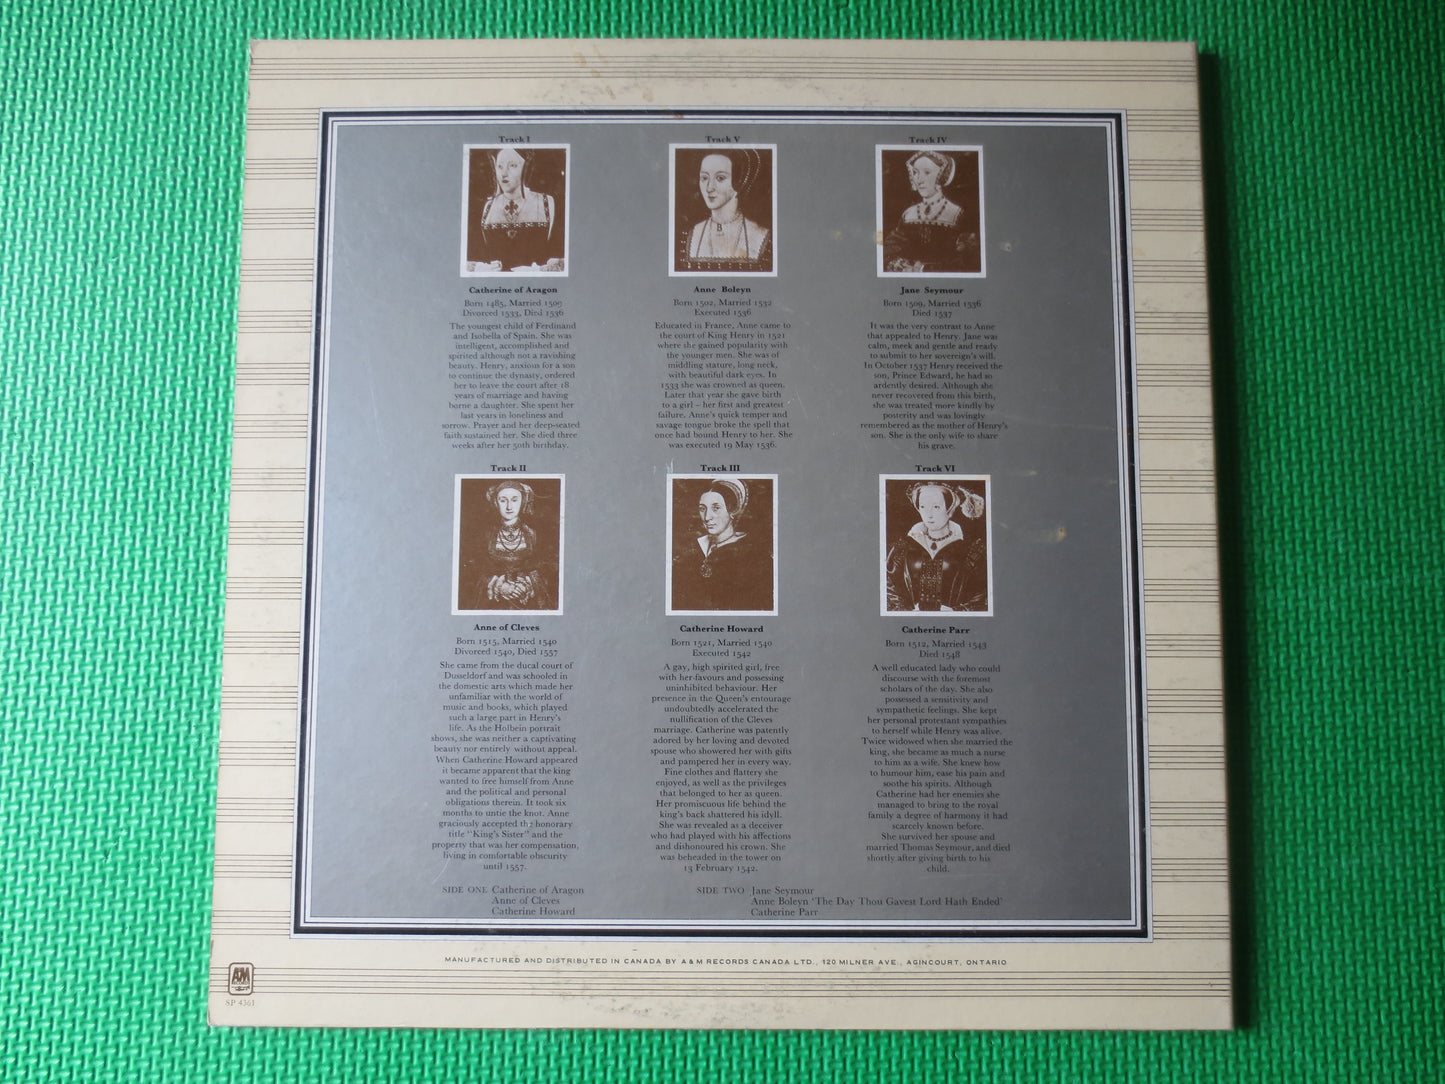 Track I
Catherine of Aragon
Born 1485, Married 1509
Divorced 1533, Died 1536
The youngest child of Ferdinand
and Isobella of Spain. She was
intelligent, accomplished and
spirited although not a ravishing
beauty. Henry, anxious for a son
to continue the dynasty, ordered
her to leave the court after 18
years of marriage and having
borne a daughter. She spent her
last years in loneliness and
sorrow. Prayer and her deep-seated
faith sustained her. She died three
weeks after her 50th birthday.
Track V
B
Anne Boleyn
Born 1502, Married 1532
Executed 1536
Educated in France, Anne came to
the court of King Henry in 1521
where she gained popularity with
the younger men. She was of
middling stature, long neck,
with beautiful dark eyes. In
1533 she was crowned as queen.
Later that year she gave birth
to a girl – her first and greatest
failure. Anne's quick temper and
savage tongue broke the spell that
once had bound Henry to her. She
was executed 19 May 1536.
Track IV
Jane Seymour
Born 1509, Married 1536
Died 1537
It was the very contrast to Anne
that appealed to Henry. Jane was
calm, meek and gentle and ready
to submit to her sovereign's will.
In October 1537 Henry received the
son, Prince Edward, he had so
ardently desired. Although she
never recovered from this birth,
she was treated more kindly by
posterity and was lovingly
remembered as the mother of Henry's
son. She is the only wife to share
his grave.
Track II
Anne of Cleves
Born 1515, Married 1540
Divorced 1540, Died 1557
She came from the ducal court of
Dusseldorf and was schooled in
the domestic arts which made her
unfamiliar with the world of
music and books, which played
such a large part in Henry's
life. As the Holbein portrait
shows, she was neither a captivating
beauty nor entirely without appeal.
When Catherine Howard appeared
it became apparent that the king
wanted to free himself from Anne
and the political and personal
obligations therein. It took six
months to untie the knot. Anne
graciously accepted the honorary
title "King's Sister" and the
property that was her compensation,
living in comfortable obscurity
until 1557.
Track III
Catherine Howard
Born 1521, Married 1540
Executed 1542
A gay, high spirited girl, free
with her favours and possessing
uninhibited behaviour. Her
presence in the Queen's entourage
undoubtedly accelerated the
nullification of the Cleves
marriage. Catherine was patently
adored by her loving and devoted
spouse who showered her with gifts
and pampered her in every way.
Fine clothes and flattery she
enjoyed, as well as the privileges
that belonged to her as queen.
Her promiscuous life behind the
king's back shattered his idyll.
She was revealed as a deceiver
who had played with his affections
and dishonoured his crown. She
was beheaded in the tower on
13 February 1542.
Track VI
Catherine Parr
Born 1512, Married 1543
Died 1548
A well educated lady who could
discourse with the foremost
scholars of the day. She also
possessed a sensitivity and
sympathetic feelings. She kept
her personal protestant sympathies
to herself while Henry was alive.
Twice widowed when she married the
king, she became as much a nurse
to him as a wife. She knew how
to humour him, ease his pain and
soothe his spirits. Although
Catherine had her enemies she
managed to bring to the royal
family a degree of harmony it had
scarcely known before.
She survived her spouse and
married Thomas Seymour, and died
shortly after giving birth to his
child.
SIDE ONE Catherine of Aragon
Anne of Cleves
Catherine Howard
SIDE TWO Jane Seymour
Anne Boleyn 'The Day Thou Gavest Lord Hath Ended'
Catherine Parr
MANUFACTURED AND DISTRIBUTED IN CANADA BY A & M RECORDS CANADA LTD., 120 MILNER AVE., AGINCOURT, ONTARIO
A&M
RECORDS
SP 4361